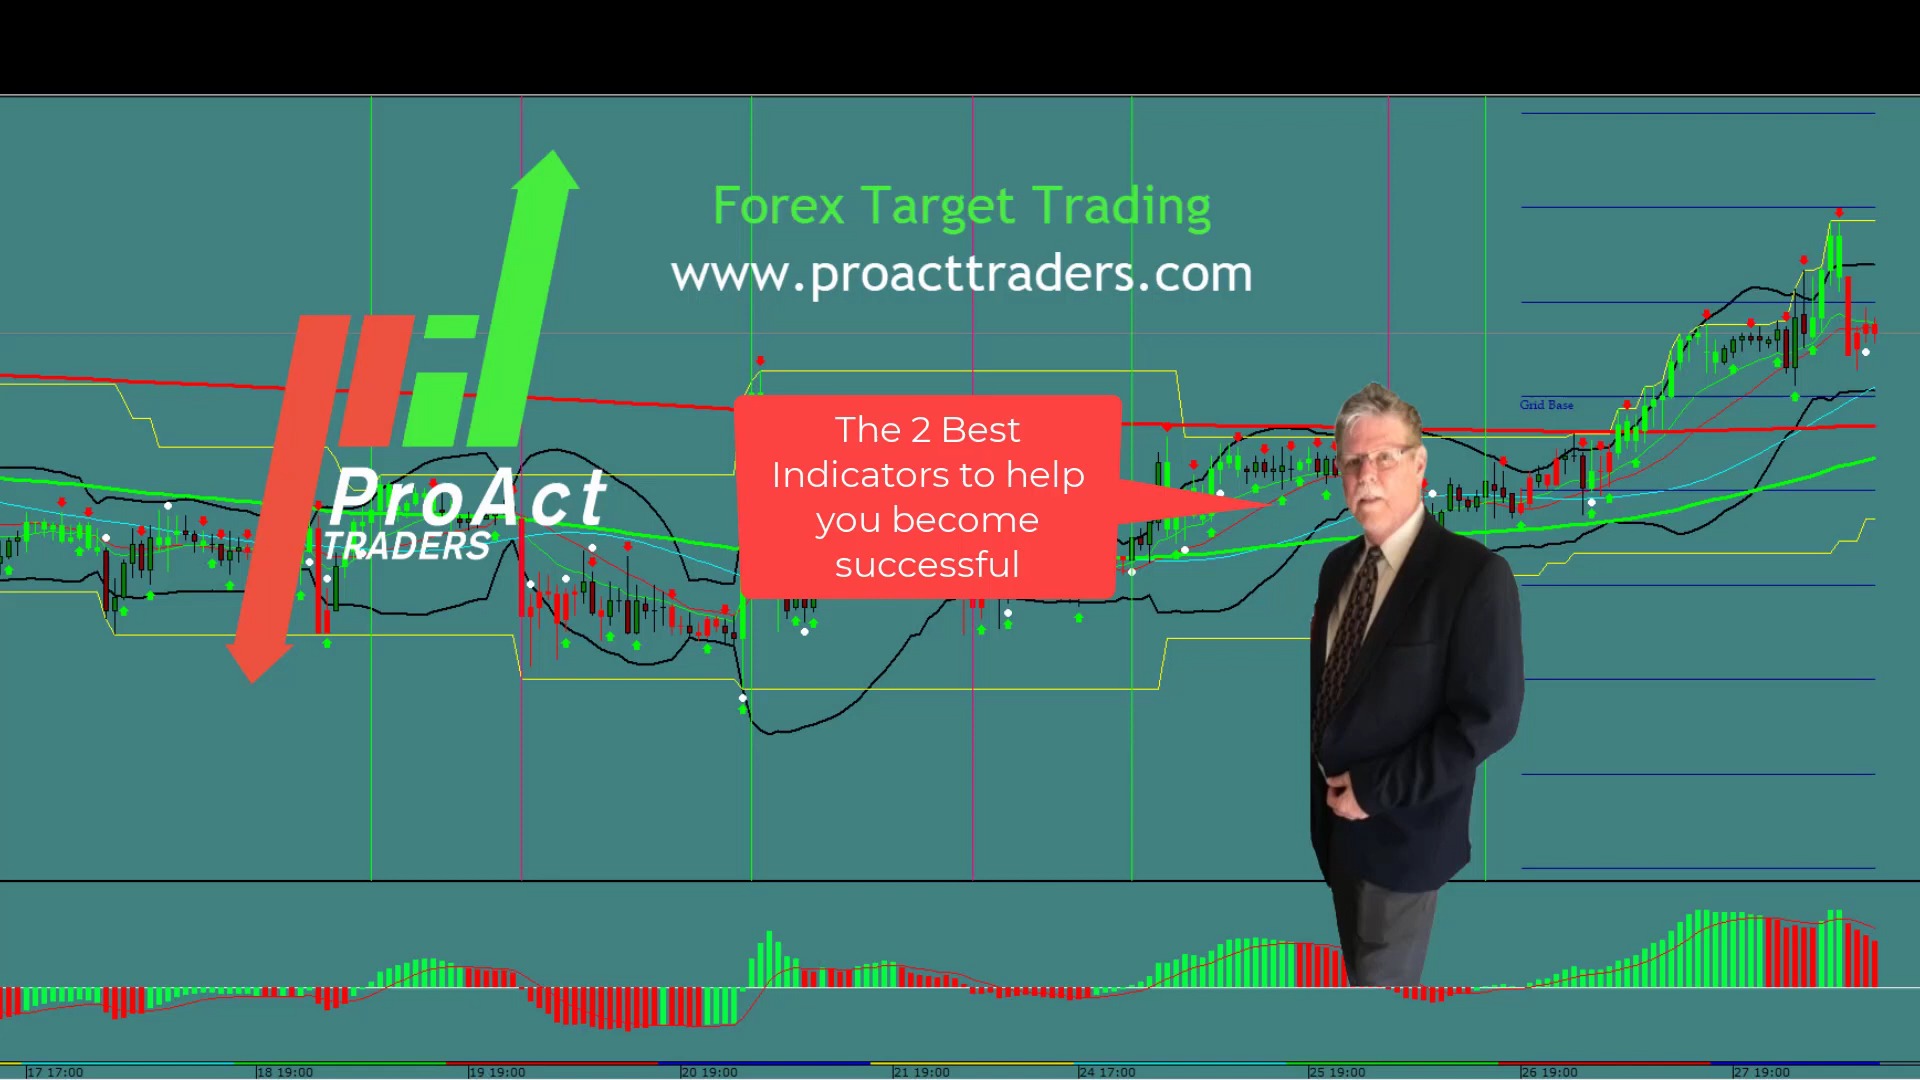 Forex Target Trading
www.proacttraders.com
Grid Base
The 2 Best
Indicators to help
you become
successful
ProAct
TRADERS
17 17:00
18 19:00
19 19:00
20 19:00
21 19:00
24 17:00
25 19:00
26 19:00
27 19:00